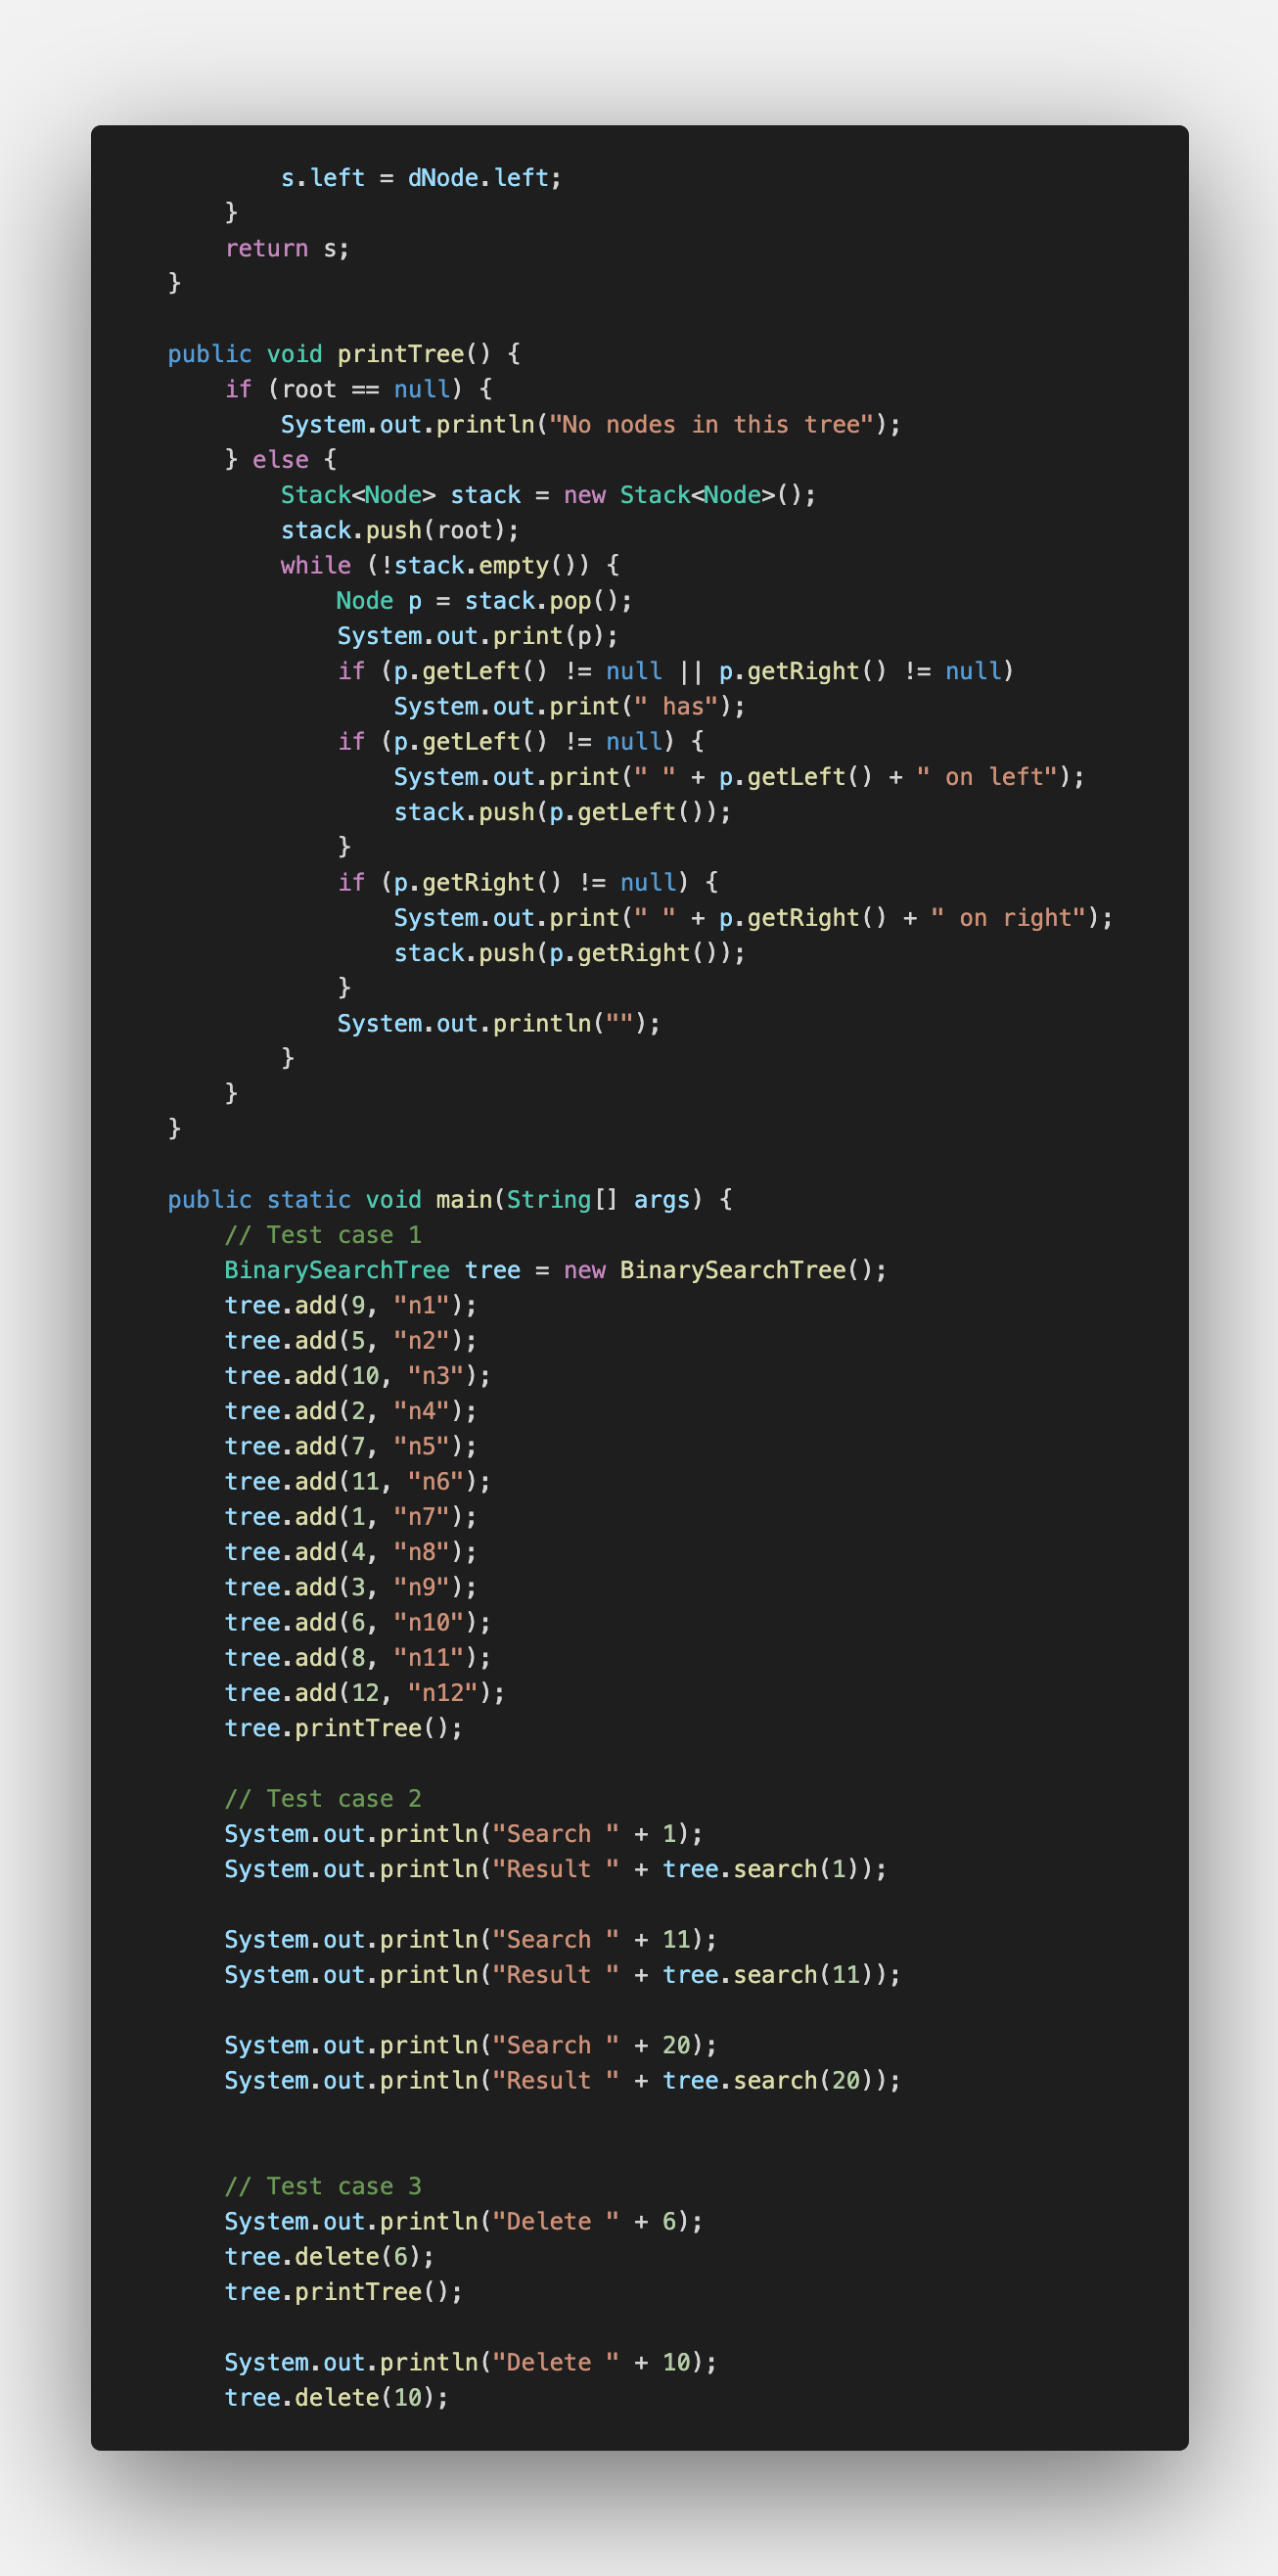 s.left = dNode.left;
    }
    return s;
}

public void printTree() {
    if (root == null) {
        System.out.println("No nodes in this tree");
    } else {
        Stack<Node> stack = new Stack<Node>();
        stack.push(root);
        while (!stack.empty()) {
            Node p = stack.pop();
            System.out.print(p);
            if (p.getLeft() != null || p.getRight() != null)
                System.out.print(" has");
            if (p.getLeft() != null) {
                System.out.print(" " + p.getLeft() + " on left");
                stack.push(p.getLeft());
            }
            if (p.getRight() != null) {
                System.out.print(" " + p.getRight() + " on right");
                stack.push(p.getRight());
            }
            System.out.println("");
        }
    }
}

public static void main(String[] args) {
    // Test case 1
    BinarySearchTree tree = new BinarySearchTree();
    tree.add(9, "n1");
    tree.add(5, "n2");
    tree.add(10, "n3");
    tree.add(2, "n4");
    tree.add(7, "n5");
    tree.add(11, "n6");
    tree.add(1, "n7");
    tree.add(4, "n8");
    tree.add(3, "n9");
    tree.add(6, "n10");
    tree.add(8, "n11");
    tree.add(12, "n12");
    tree.printTree();

    // Test case 2
    System.out.println("Search " + 1);
    System.out.println("Result " + tree.search(1));

    System.out.println("Search " + 11);
    System.out.println("Result " + tree.search(11));

    System.out.println("Search " + 20);
    System.out.println("Result " + tree.search(20));


    // Test case 3
    System.out.println("Delete " + 6);
    tree.delete(6);
    tree.printTree();

    System.out.println("Delete " + 10);
    tree.delete(10);